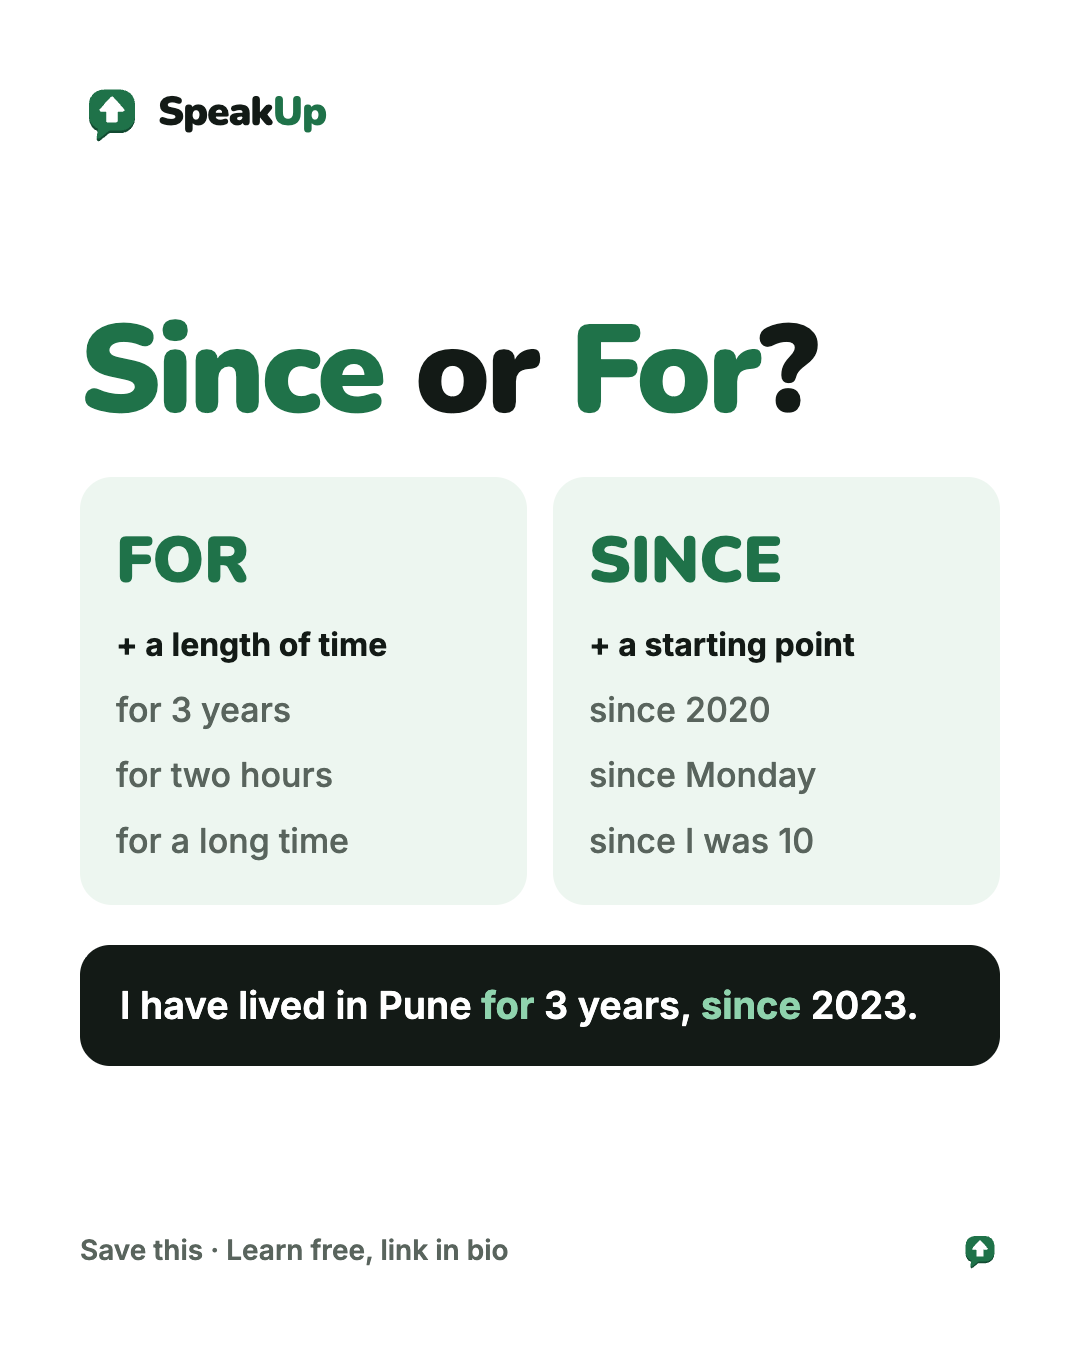 SpeakUp
Since or For?
FOR
+ a length of time
for 3 years
for two hours
for a long time
SINCE
+ a starting point
since 2020
since Monday
since I was 10
I have lived in Pune for 3 years, since 2023.
Save this · Learn free, link in bio